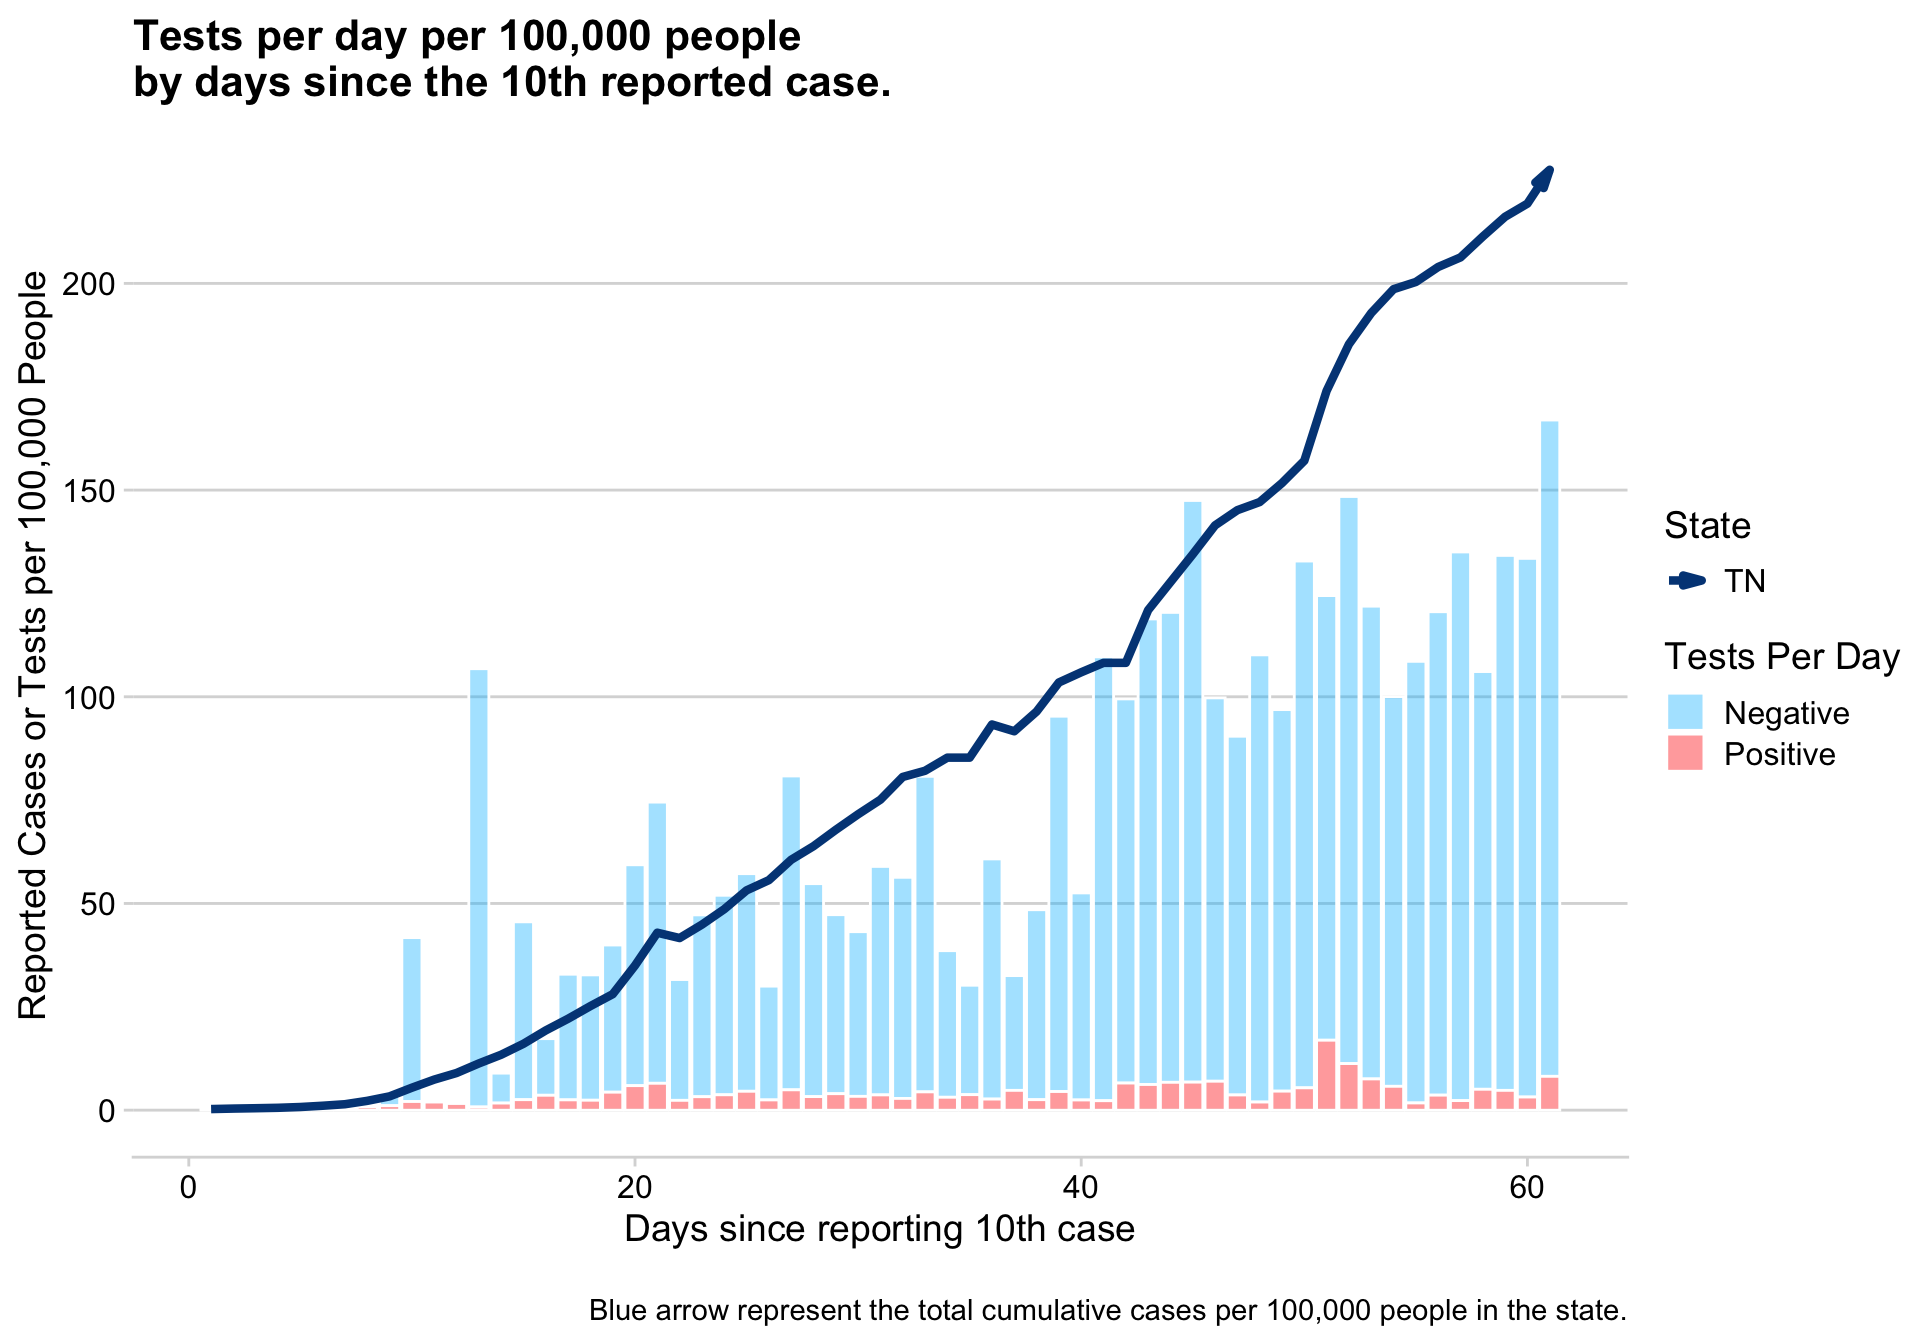 Tests per day per 100,000 people
by days since the 10th reported case.
Reported Cases or Tests per 100,000 People
200
150
100
50
0
0
20
40
60
Days since reporting 10th case
State
TN
Tests Per Day
Negative
Positive
Blue arrow represent the total cumulative cases per 100,000 people in the state.